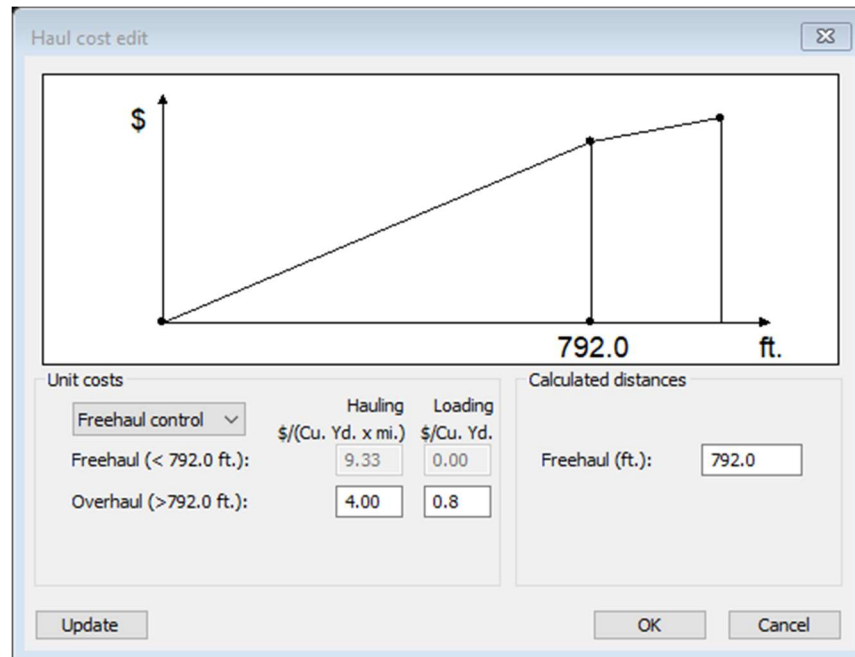 Haul cost edit
$
792.0 ft.
Unit costs
Calculated distances
Freehaul control
Hauling Loading
$/(Cu. Yd. x mi.) $/Cu. Yd.
Freehaul (< 792.0 ft.): 9.33 0.00
Freehaul (ft.): 792.0
Overhaul (>792.0 ft.): 4.00 0.8
Update OK Cancel